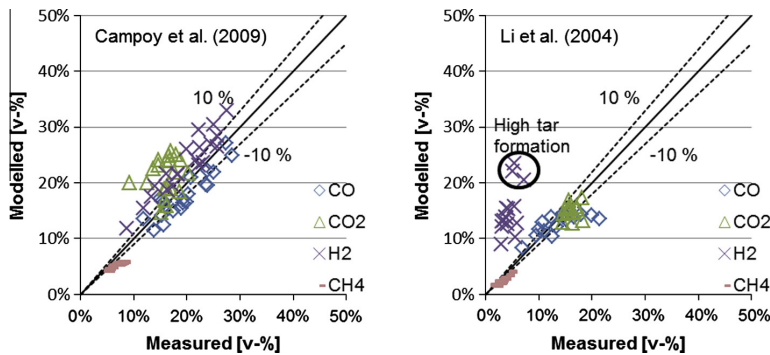 50%
Campoy et al. (2009)
40%
10 %
30%
-10 %
20%
CO
CO2
10%
H2
CH4
0%
0% 10% 20% 30% 40% 50%
Modelled [v-%]
Measured [v-%]
50%
Li et al. (2004)
40%
10 %
High tar
formation
30%
-10 %
20%
CO
CO2
10%
H2
CH4
0%
0% 10% 20% 30% 40% 50%
Modelled [v-%]
Measured [v-%]